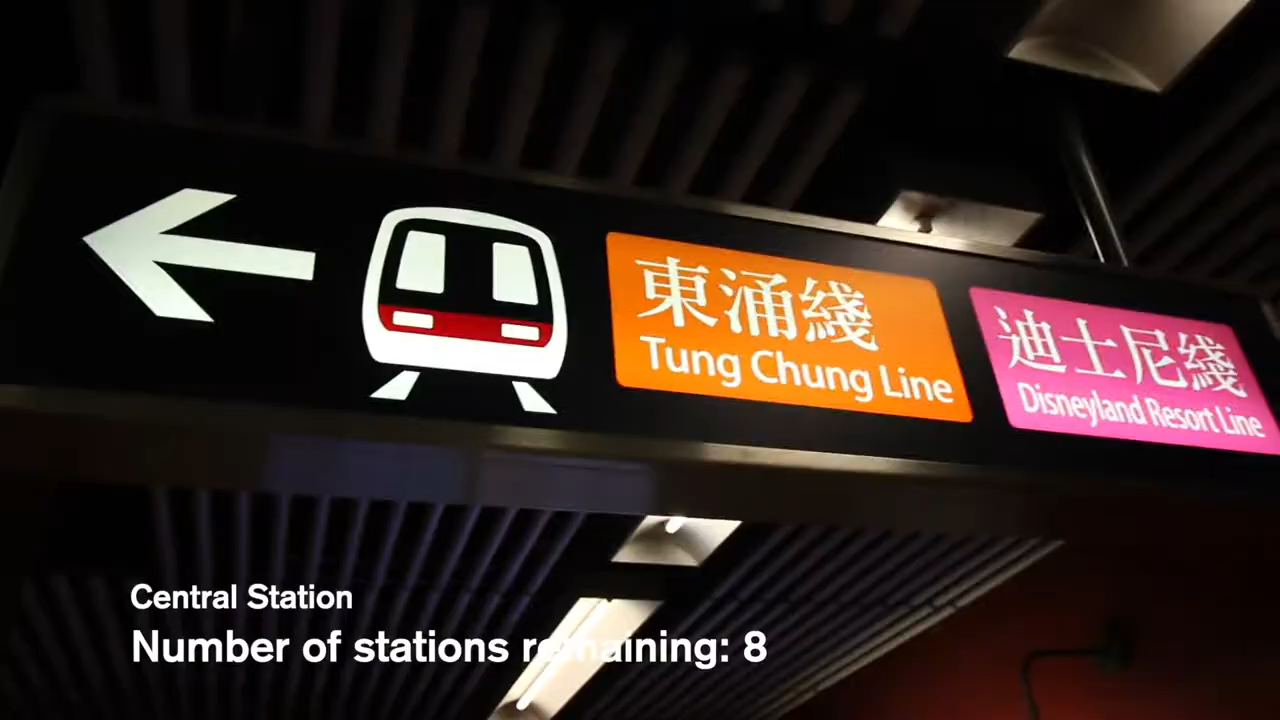 東涌綫
Tung Chung Line
迪士尼綫
Disneyland Resort Line
Central Station
Number of stations remaining: 8